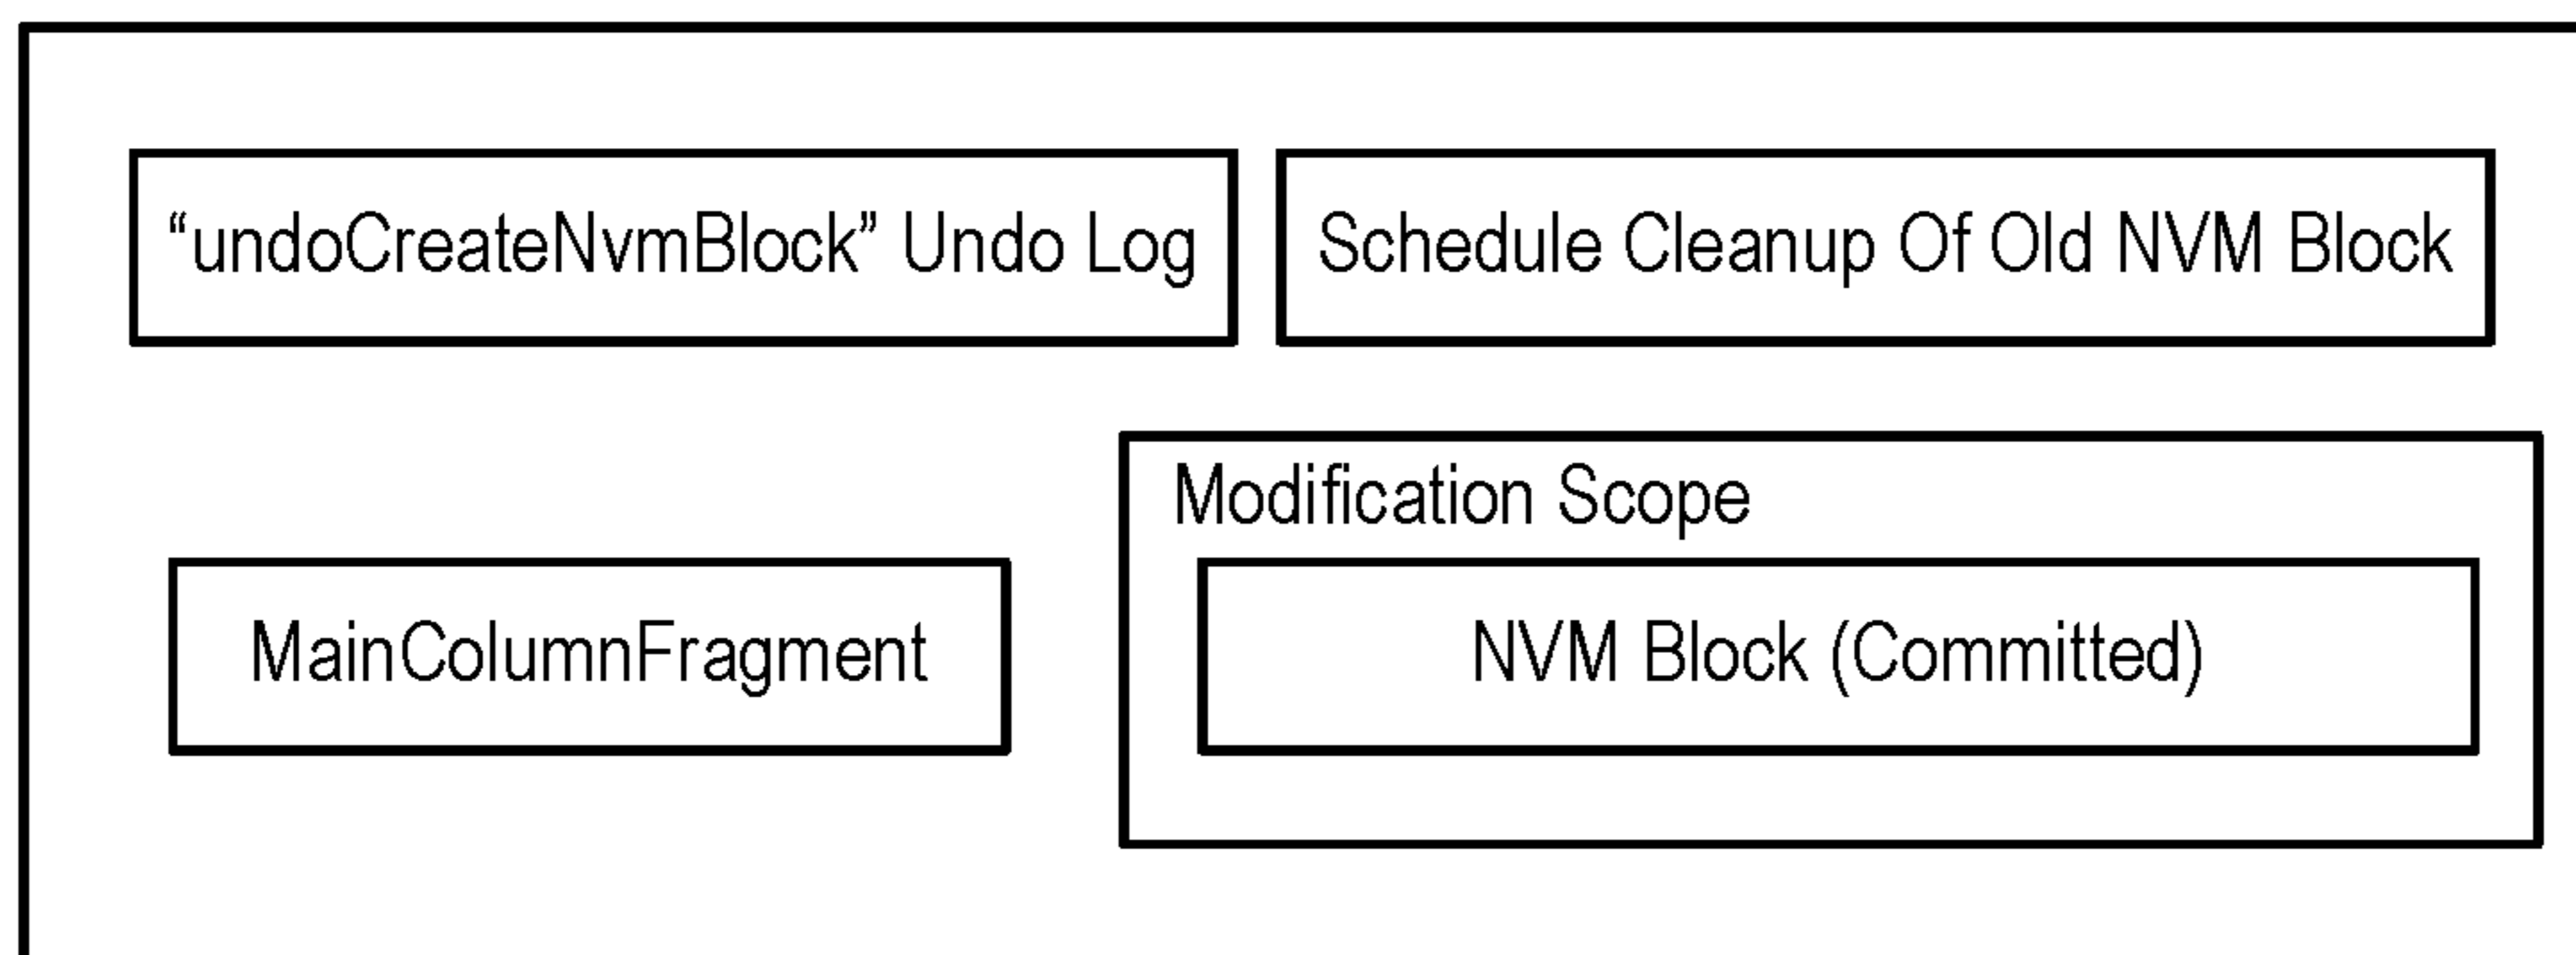 “undoCreateNvmBlock” Undo Log
Schedule Cleanup Of Old NVM Block
Modification Scope
MainColumnFragment
NVM Block (Committed)